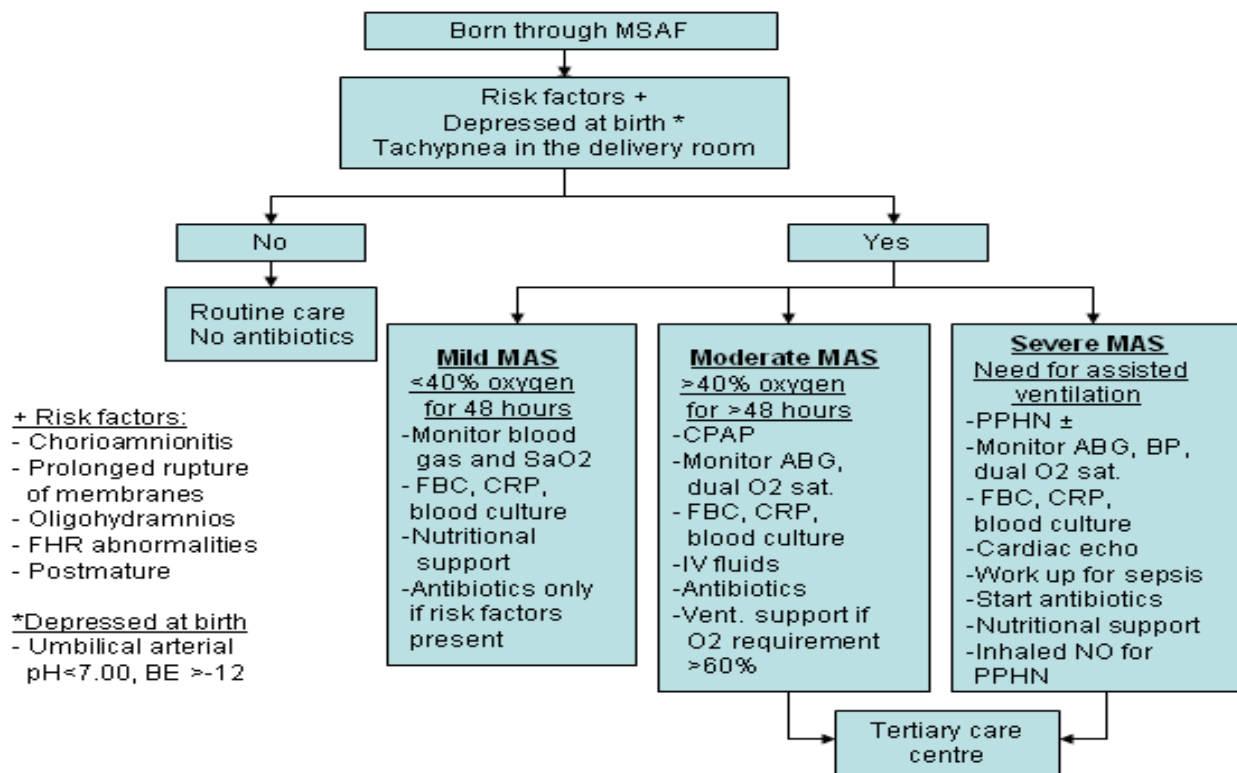 Born through MSAF
Risk factors +
Depressed at birth *
Tachypnea in the delivery room
No
Yes
Routine care
No antibiotics
Mild MAS
<40% oxygen
for 48 hours
-Monitor blood
gas and SaO2
-FBC, CRP,
blood culture
-Nutritional
support
-Antibiotics only
if risk factors
present
Moderate MAS
>40% oxygen
for >48 hours
-CPAP
-Monitor ABG,
dual O2 sat.
-FBC, CRP,
blood culture
-IV fluids
-Antibiotics
-Vent. support if
O2 requirement
>60%
Severe MAS
Need for assisted
ventilation
-PPHN ±
-Monitor ABG, BP,
dual O2 sat.
-FBC, CRP,
blood culture
-Cardiac echo
-Work up for sepsis
-Start antibiotics
-Nutritional support
-Inhaled NO for
PPHN
+ Risk factors:
- Chorioamnionitis
- Prolonged rupture
of membranes
- Oligohydramnios
- FHR abnormalities
- Postmature
*Depressed at birth
- Umbilical arterial
pH<7.00, BE >-12
Tertiary care
centre